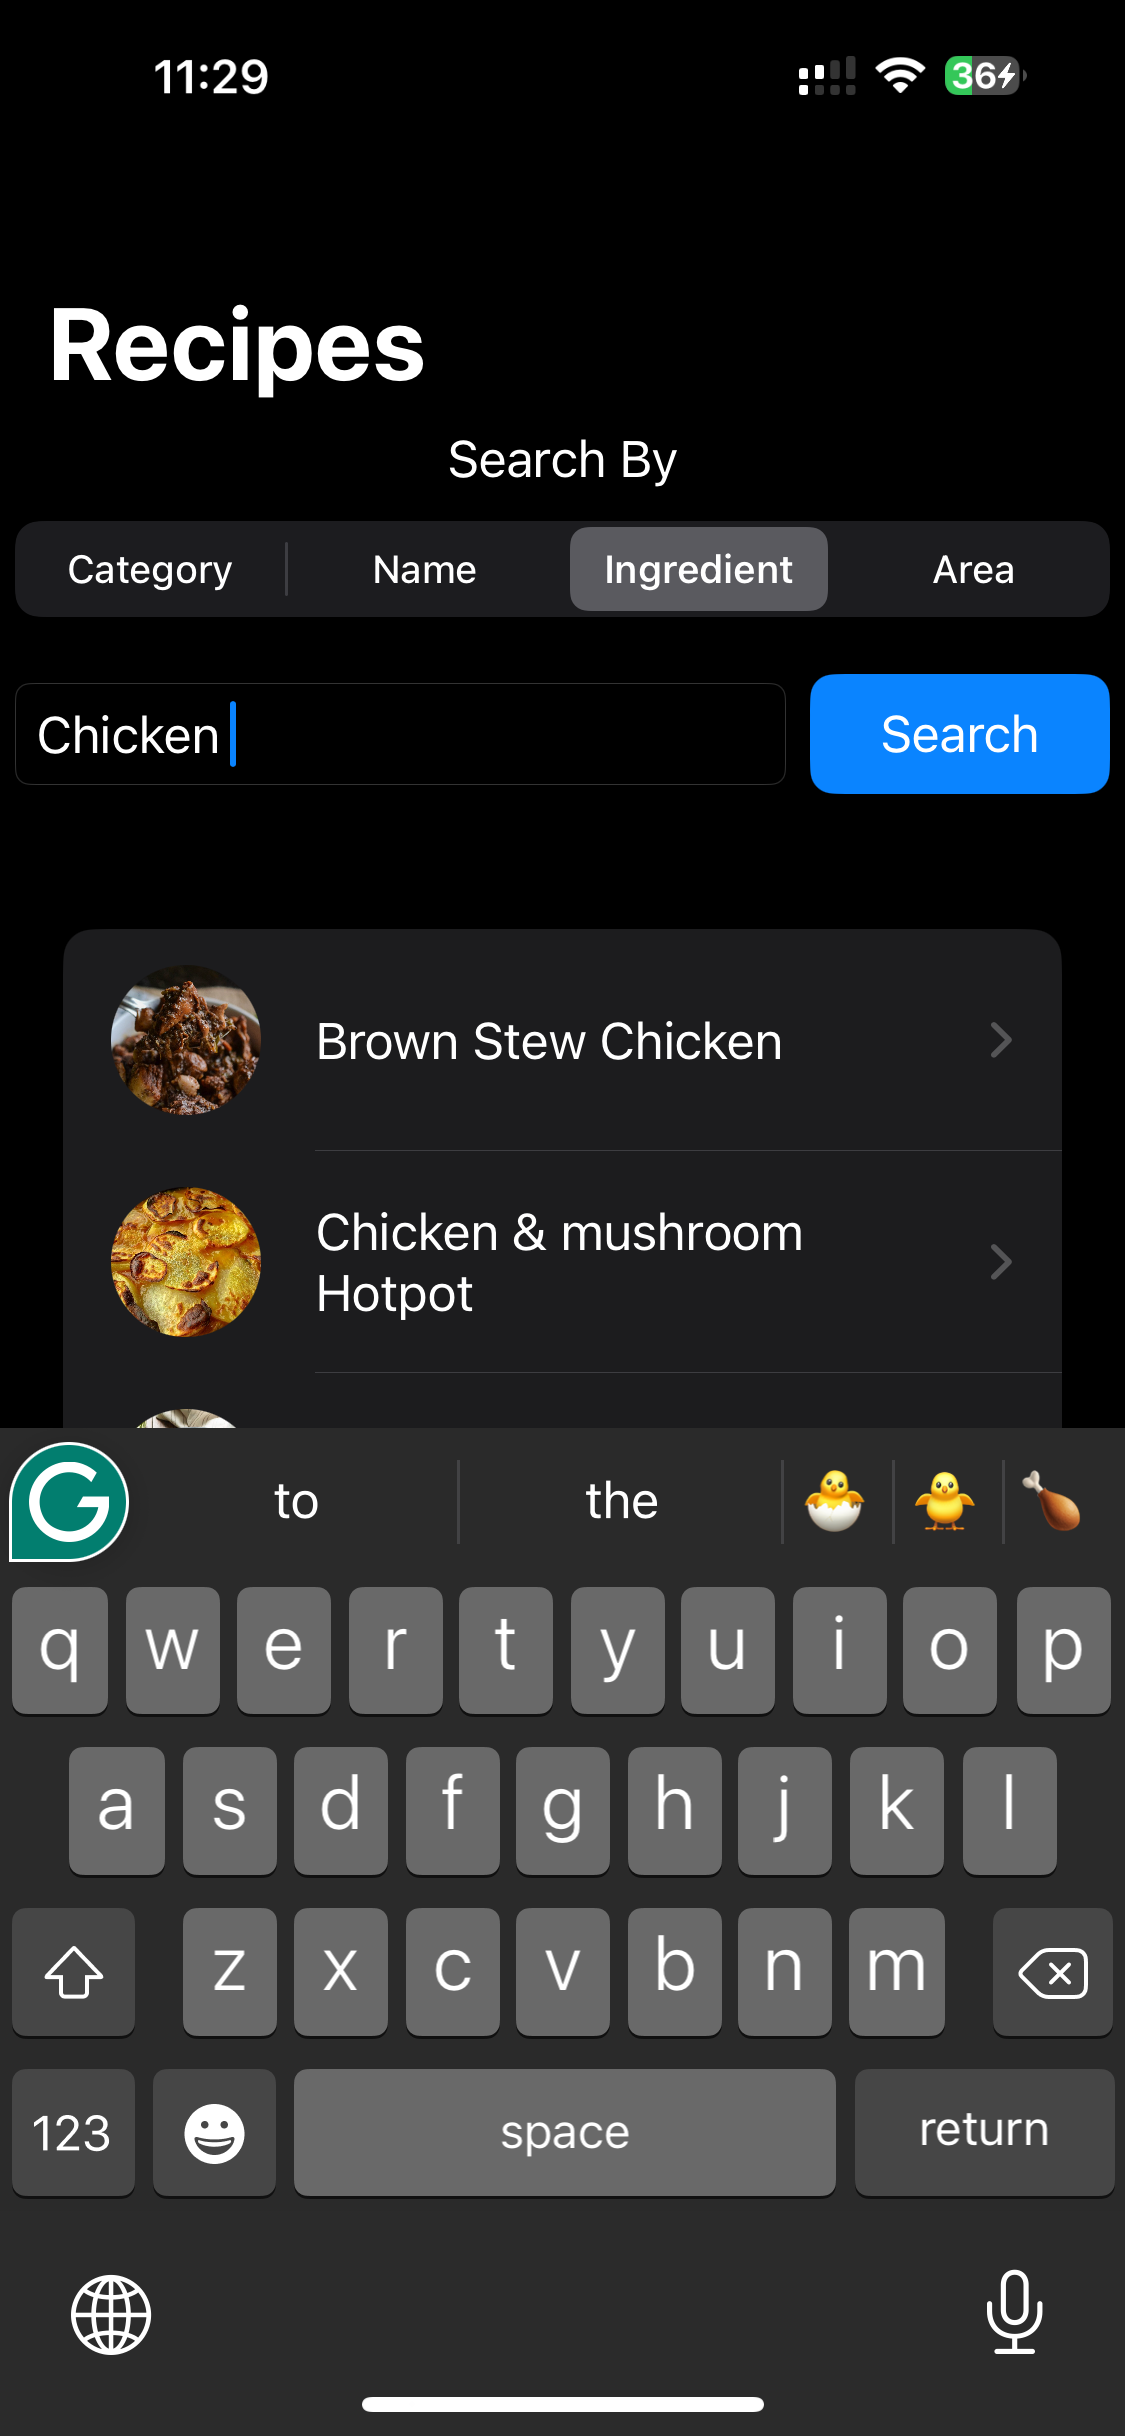 11:29
36
Recipes
Search By
Category Name Ingredient Area
Chicken Search
Brown Stew Chicken
Chicken & mushroom
Hotpot
G to the
q w e r t y u i o p
a s d f g h j k l
z x c v b n m
123 space return